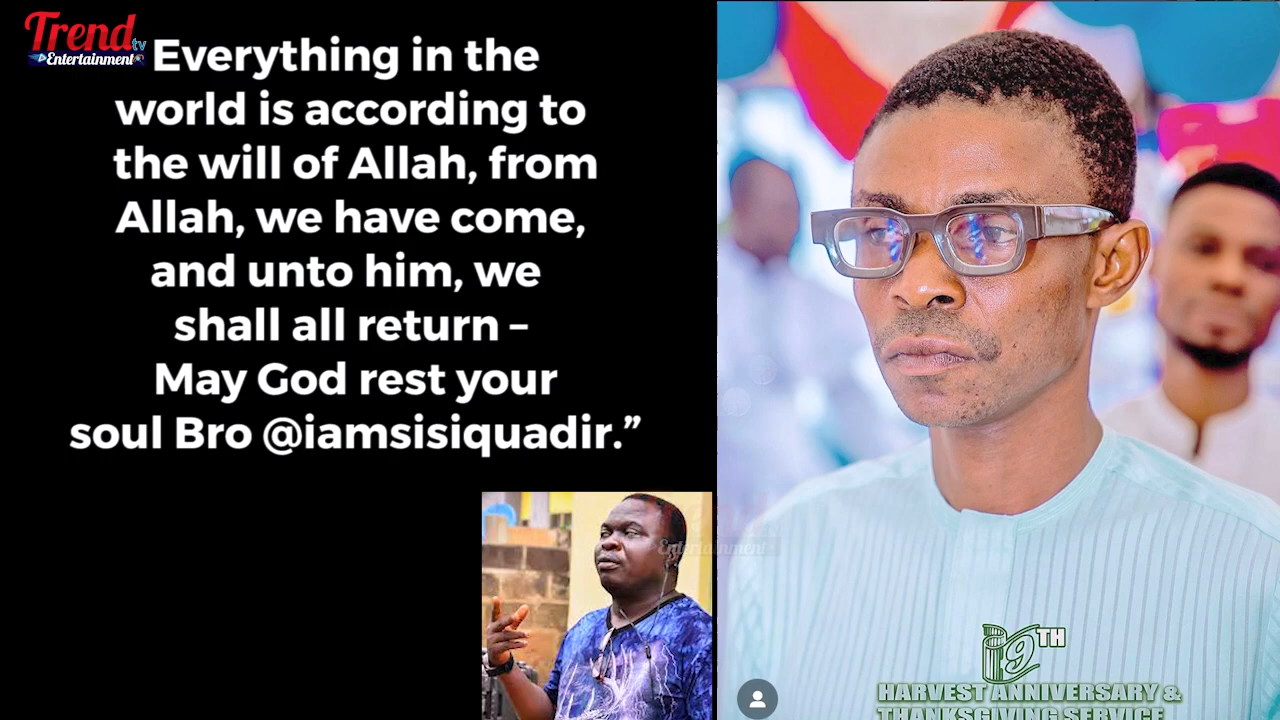 Trend
tv
Entertainment
Everything in the
world is according to
the will of Allah, from
Allah, we have come,
and unto him, we
shall all return –
May God rest your
soul Bro @iamsisiquadir.”
Entertainment
9TH
HARVEST ANNIVERSARY &
THANKSGIVING SERVICE